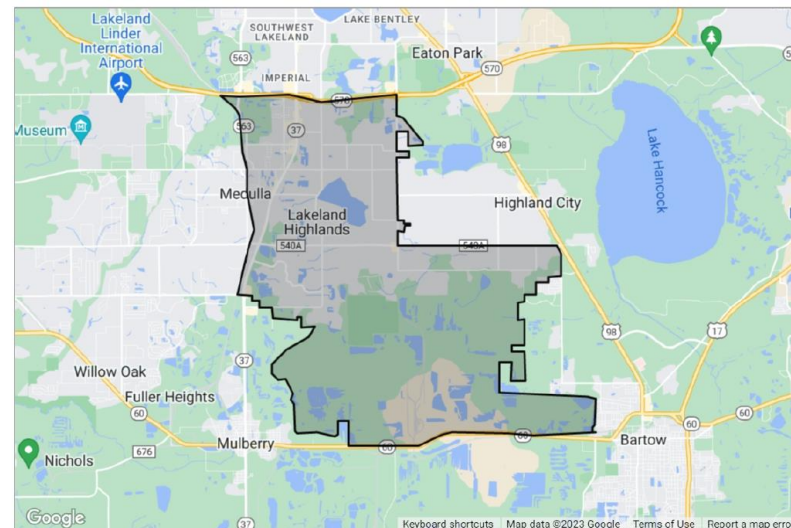 Lakeland
Linder
International
Airport
LAKE BENTLEY
SOUTHWEST
LAKELAND
Eaton Park
563
570
IMPERIAL
570
563
37
Museum
98
Medulla
Lakeland
Highlands
Highland City
Lake Hancock
540A
540A
98
17
37
Willow Oak
Fuller Heights
60
60
60
Mulberry
676
60
60
Bartow
Nichols
Google
37
98
Keyboard shortcuts Map data ©2023 Google Terms of Use Report a map erro